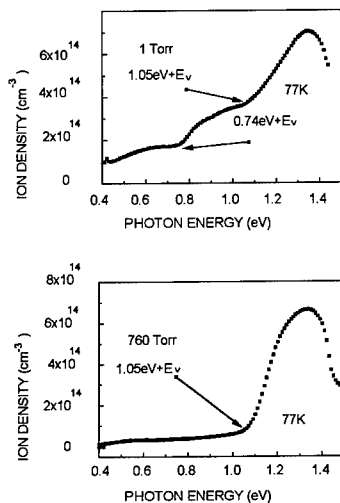 1 Torr
1.05eV+Ev
77K
0.74eV+Ev
6x10 14
4x10 14
2x10 14
0
ION DENSITY (cm-3)
0.4 0.6 0.8 1.0 1.2 1.4
PHOTON ENERGY (eV)
8x10 14
6x10 14
4x10 14
2x10 14
0
ION DENSITY (cm-3)
760 Torr
1.05eV+Ev
77K
0.4 0.6 0.8 1.0 1.2 1.4
PHOTON ENERGY (eV)